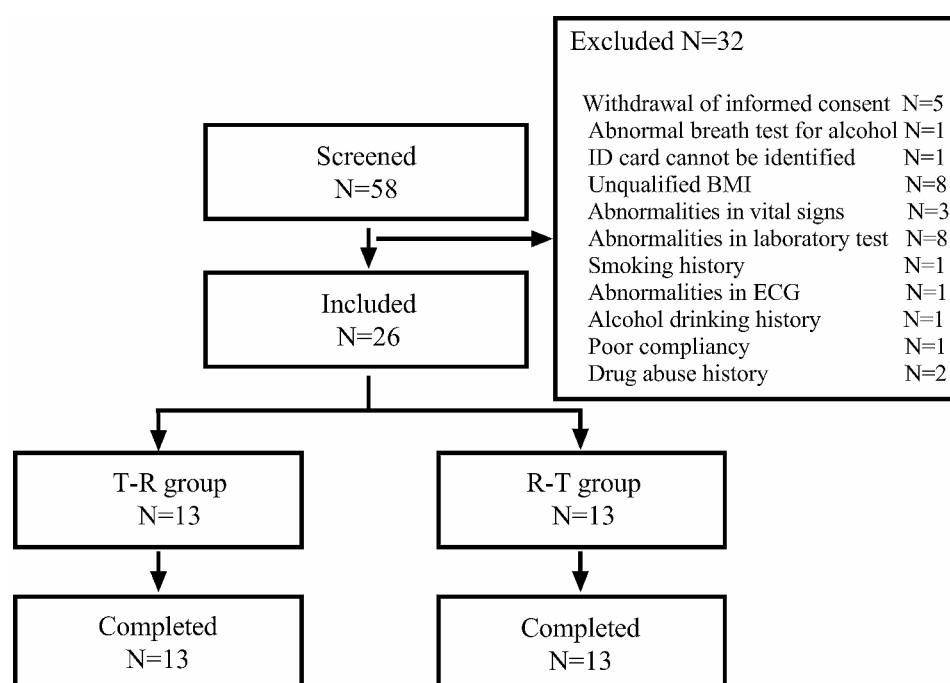 Screened
N=58
Excluded N=32
Withdrawal of informed consent N=5
Abnormal breath test for alcohol N=1
ID card cannot be identified N=1
Unqualified BMI N=8
Abnormalities in vital signs N=3
Abnormalities in laboratory test N=8
Smoking history N=1
Abnormalities in ECG N=1
Alcohol drinking history N=1
Poor compliancy N=1
Drug abuse history N=2
Included
N=26
T-R group
N=13
R-T group
N=13
Completed
N=13
Completed
N=13